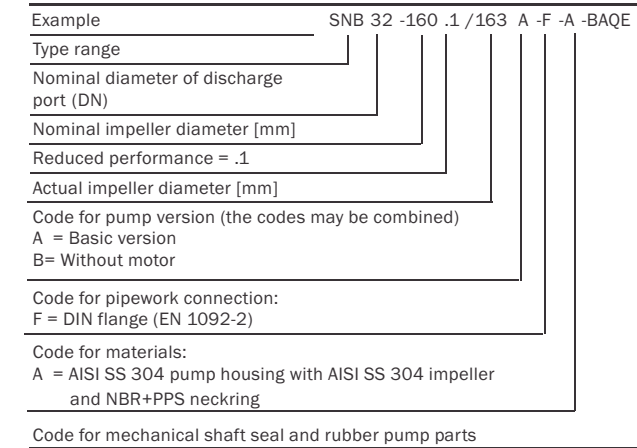 Example SNB 32 -160 .1 /163 A -F -A -BAQE
Type range
Nominal diameter of discharge
port (DN)
Nominal impeller diameter [mm]
Reduced performance = .1
Actual impeller diameter [mm]
Code for pump version (the codes may be combined)
A = Basic version
B= Without motor
Code for pipework connection:
F = DIN flange (EN 1092-2)
Code for materials:
A = AISI SS 304 pump housing with AISI SS 304 impeller
and NBR+PPS neckring
Code for mechanical shaft seal and rubber pump parts